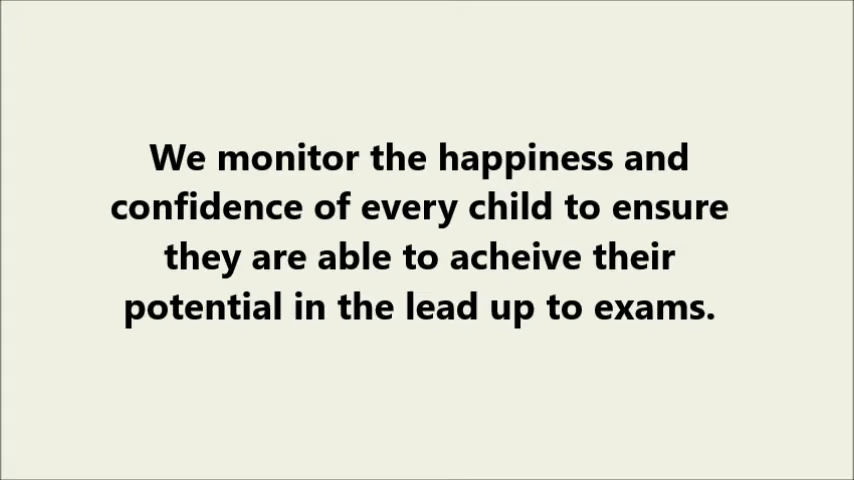 We monitor the happiness and
confidence of every child to ensure
they are able to acheive their
potential in the lead up to exams.